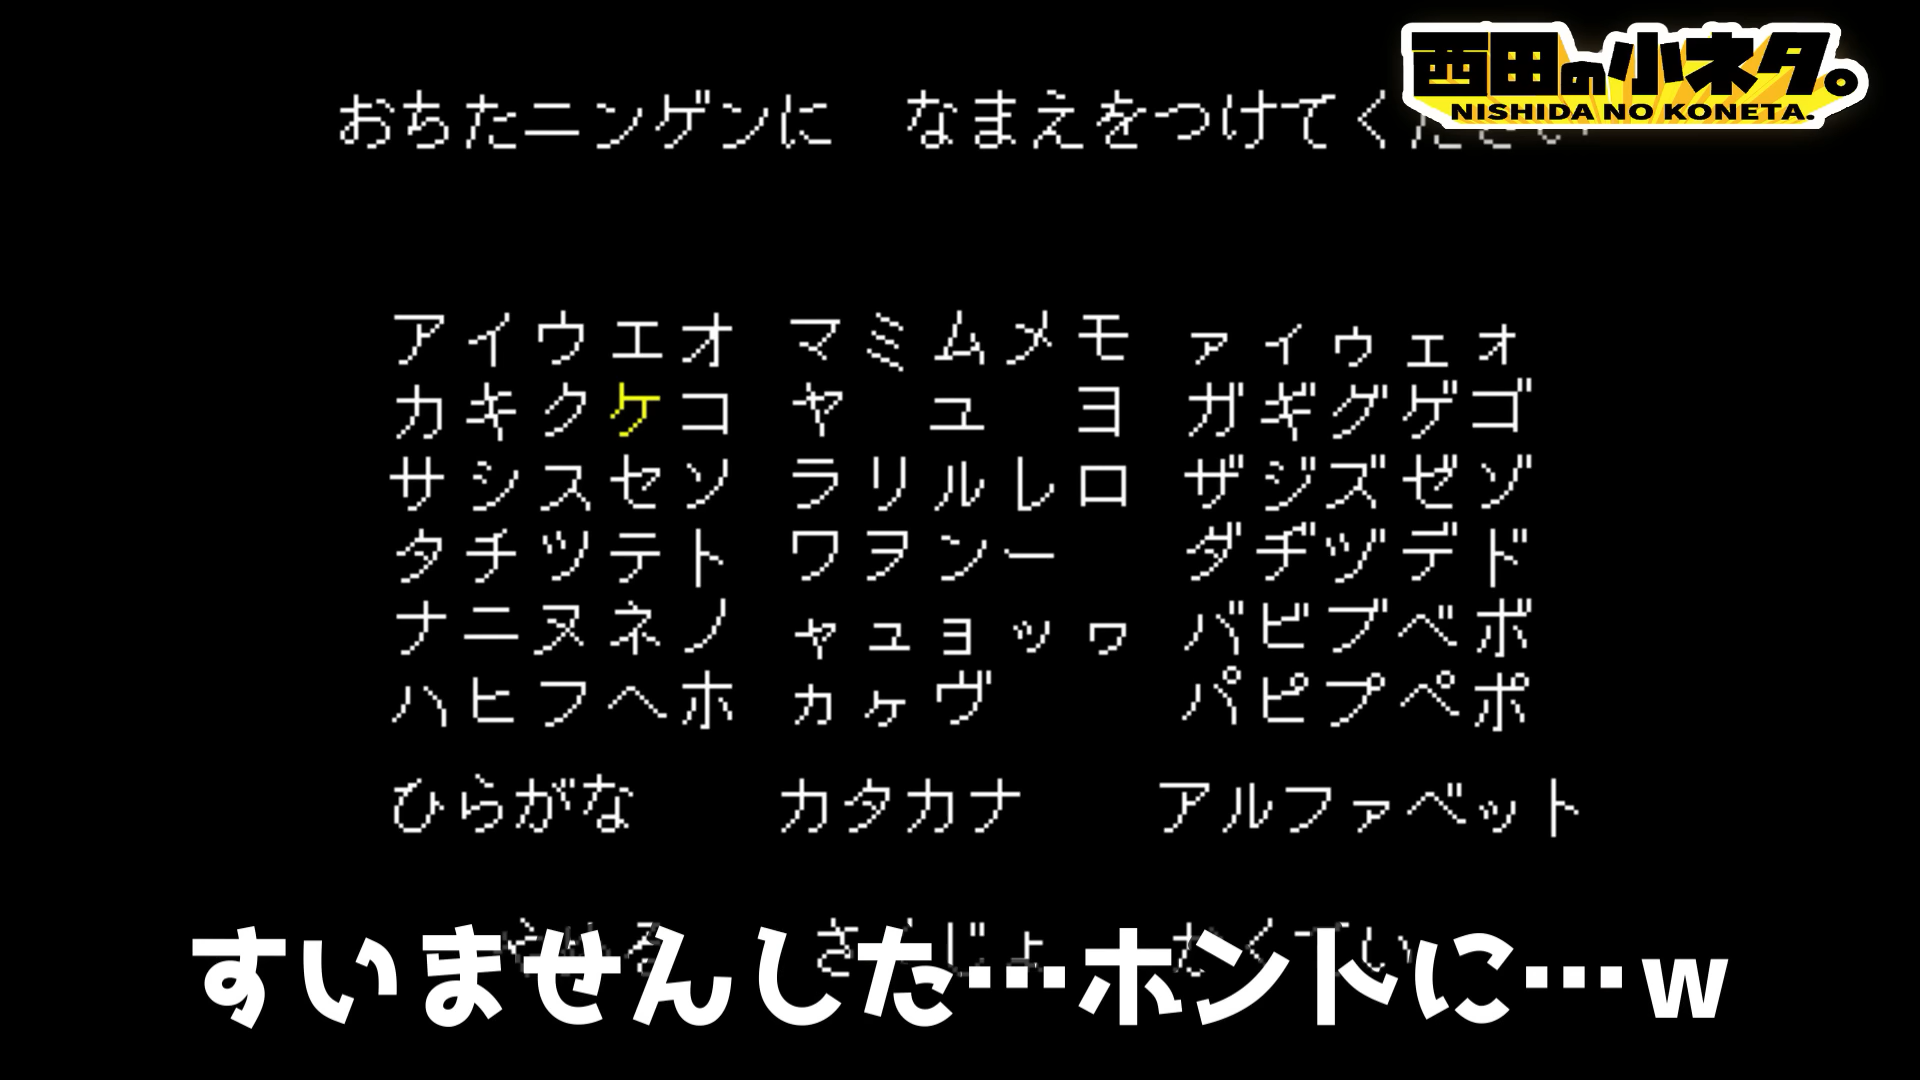 西田の小ネタ。
NISHIDA NO KONETA.
おちたニンゲンに なまえをつけてください
アイウエオ マミムメモ ァィゥェォ
カキクケコ ヤ ユ ヨ ガギグゲゴ
サシスセソ ラリルレロ ザジズゼゾ
タチツテト ワヲンー ダヂヅデド
ナニヌネノ ャュョッヮ バビブベボ
ハヒフヘホ ヵヶヴ パピプペポ
ひらがな カタカナ アルファベット
すいませんでした…ホントに…w